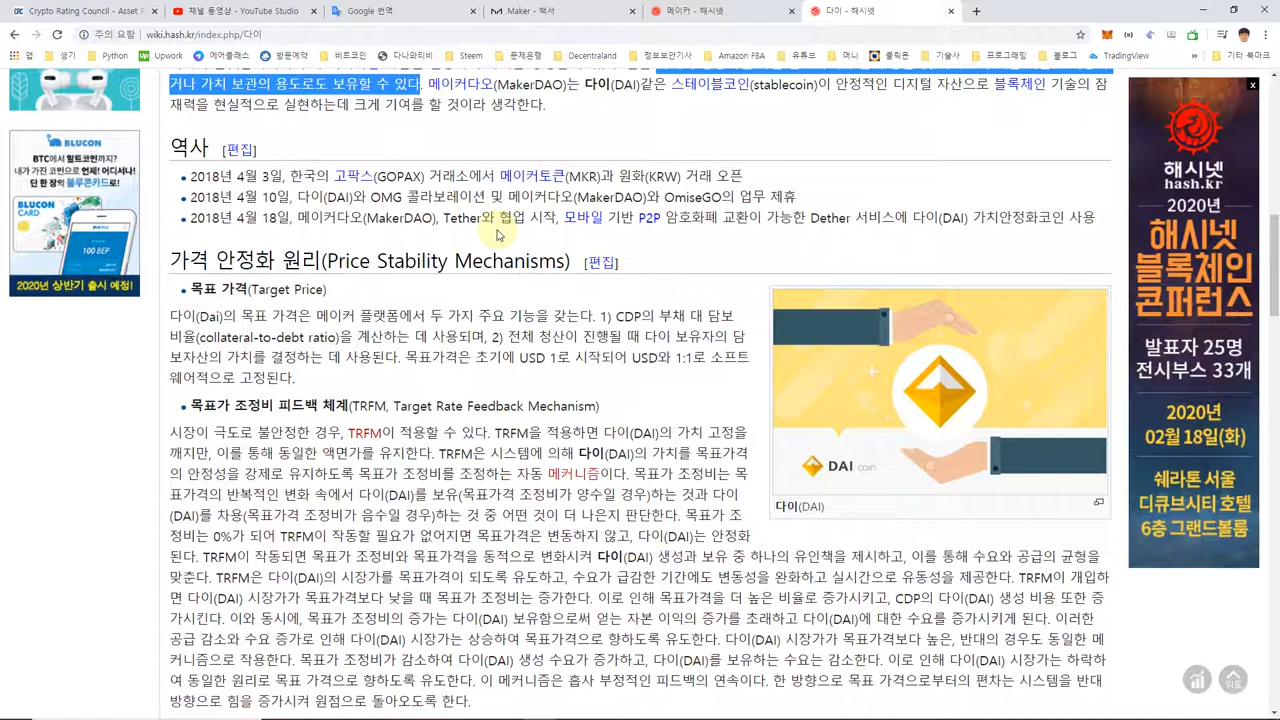 Crypto Rating Council - Asset R
채널 동영상 - YouTube Studio
Google 번역
Maker - 백서
메이커 - 해시넷
다이 - 해시넷
주의 요함
wiki.hash.kr/index.php/다이
앱
생기
Python
Upwork
에어클래스
방문예약
비트코인
다나와티비
Steem
문제은행
Decentraland
정보보안기사
Amazon FBA
유튜브
마너
클릭몬
기술사
프로그래밍
블로그
TradingView
기타 북마크
거나 가치 보관의 용도로도 보유할 수 있다. 메이커다오(MakerDAO)는 다이(DAI)같은 스테이블코인(stablecoin)이 안정적인 디지털 자산으로 블록체인 기술의 잠
재력을 현실적으로 실현하는데 크게 기여를 할 것이라 생각한다.
역사 [편집]
2018년 4월 3일, 한국의 고팍스(GOPAX) 거래소에서 메이커토큰(MKR)과 원화(KRW) 거래 오픈
2018년 4월 10일, 다이(DAI)와 OMG 콜라보레이션 및 메이커다오(MakerDAO)와 OmiseGO의 업무 제휴
2018년 4월 18일, 메이커다오(MakerDAO), Tether와 협업 시작, 모바일 기반 P2P 암호화폐 교환이 가능한 Dether 서비스에 다이(DAI) 가치안정화코인 사용
가격 안정화 원리(Price Stability Mechanisms) [편집]
목표 가격(Target Price)
다이(Dai)의 목표 가격은 메이커 플랫폼에서 두 가지 주요 기능을 갖는다. 1) CDP의 부채 대 담보
비율(collateral-to-debt ratio)을 계산하는 데 사용되며, 2) 전체 청산이 진행될 때 다이 보유자의 담
보자산의 가치를 결정하는 데 사용된다. 목표가격은 초기에 USD 1로 시작되어 USD와 1:1로 소프트
웨어적으로 고정된다.
목표가 조정비 피드백 체계(TRFM, Target Rate Feedback Mechanism)
시장이 극도로 불안정한 경우, TRFM이 적용할 수 있다. TRFM을 적용하면 다이(DAI)의 가치 고정을
깨지만, 이를 통해 동일한 액면가를 유지한다. TRFM은 시스템에 의해 다이(DAI)의 가치를 목표가격
의 안정성을 강제로 유지하도록 목표가 조정비를 조정하는 자동 메커니즘이다. 목표가 조정비는 목
표가격의 반복적인 변화 속에서 다이(DAI)를 보유(목표가격 조정비가 양수일 경우)하는 것과 다이
(DAI)를 차용(목표가격 조정비가 음수일 경우)하는 것 중 어떤 것이 더 나은지 판단한다. 목표가 조
정비는 0%가 되어 TRFM이 작동할 필요가 없어지면 목표가격은 변동하지 않고, 다이(DAI)는 안정화
된다. TRFM이 작동되면 목표가 조정비와 목표가격을 동적으로 변화시켜 다이(DAI) 생성과 보유 중 하나의 유인책을 제시하고, 이를 통해 수요와 공급의 균형을
맞춘다. TRFM은 다이(DAI)의 시장가를 목표가격이 되도록 유도하고, 수요가 급감한 기간에도 변동성을 완화하고 실시간으로 유동성을 제공한다. TRFM이 개입하
면 다이(DAI) 시장가가 목표가격보다 낮을 때 목표가 조정비는 증가한다. 이로 인해 목표가격을 더 높은 비율로 증가시키고, CDP의 다이(DAI) 생성 비용 또한 증
가시킨다. 이와 동시에, 목표가 조정비의 증가는 다이(DAI) 보유함으로써 얻는 자본 이익의 증가를 초래하고 다이(DAI)에 대한 수요를 증가시키게 된다. 이러한
공급 감소와 수요 증가로 인해 다이(DAI) 시장가는 상승하여 목표가격으로 향하도록 유도한다. 다이(DAI) 시장가가 목표가격보다 높은, 반대의 경우도 동일한 메
커니즘으로 작용한다. 목표가 조정비가 감소하여 다이(DAI) 생성 수요가 증가하고, 다이(DAI)를 보유하는 수요는 감소한다. 이로 인해 다이(DAI) 시장가는 하락하
여 동일한 원리로 목표 가격으로 향하도록 유도한다. 이 메커니즘은 흡사 부정적인 피드백의 연속이다. 한 방향으로 목표 가격으로부터의 편차는 시스템을 반대
방향으로 힘을 증가시켜 원점으로 돌아오도록 한다.
DAI coin
다이(DAI)
BLUCON
BTC에서 알트코인까지?
내가 가진 코인으로 언제! 어디서나!
단 한 장의 블루콘카드로!
BLUCON
CARD
100 BEP
2020년 상반기 출시 예정!
해시넷
hash.kr
2020년
해시넷
블록체인
콘퍼런스
발표자 25명
전시부스 33개
2020년
02월 18일(화)
쉐라톤 서울
디큐브시티 호텔
6층 그랜드볼룸
위로